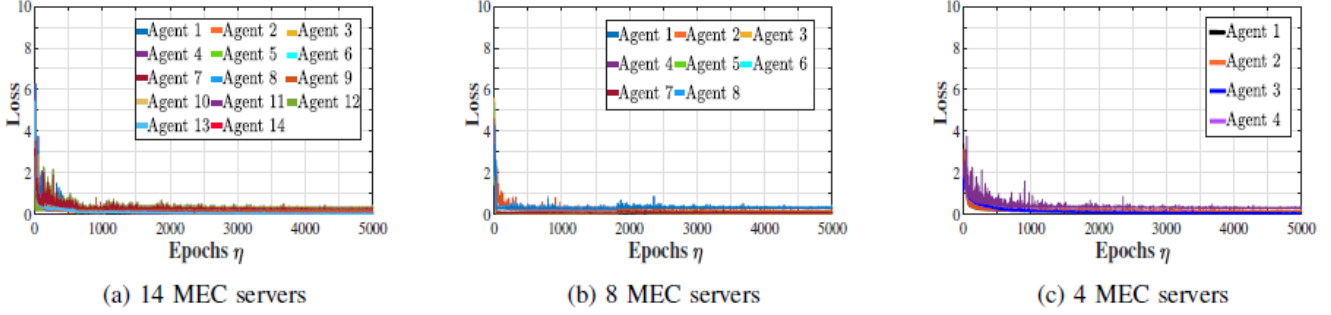 10
8
6
4
2
0
Loss
Agent 1 Agent 2 Agent 3
Agent 4 Agent 5 Agent 6
Agent 7 Agent 8 Agent 9
Agent 10 Agent 11 Agent 12
Agent 13 Agent 14
0 1000 2000 3000 4000 5000
Epochs η
(a) 14 MEC servers
10
8
6
4
2
0
Loss
Agent 1 Agent 2 Agent 3
Agent 4 Agent 5 Agent 6
Agent 7 Agent 8
0 1000 2000 3000 4000 5000
Epochs η
(b) 8 MEC servers
10
8
6
4
2
0
Loss
Agent 1
Agent 2
Agent 3
Agent 4
0 1000 2000 3000 4000 5000
Epochs η
(c) 4 MEC servers